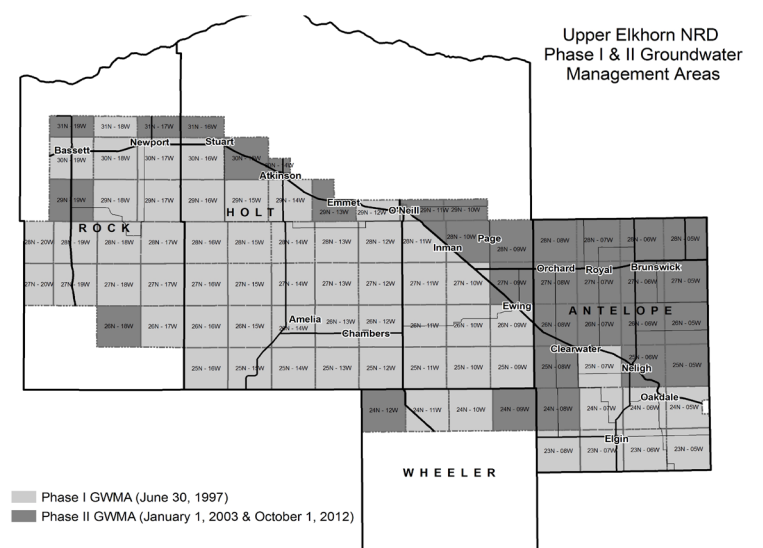 Upper Elkhorn NRD
Phase I & II Groundwater
Management Areas
31N - 19W 31N - 18W 31N - 17W 31N - 16W
Bassett Newport Stuart
30N - 19W 30N - 18W 30N - 17W 30N - 16W
Atkinson
29N - 19W 29N - 18W 29N - 17W 29N - 16W 29N - 15W 29N - 14W
Emmet O'Neill
29N - 13W 29N - 12W 29N - 11W 29N - 10W
ROCK HOLT
28N - 20W 28N - 19W 28N - 18W 28N - 17W 28N - 16W 28N - 15W 28N - 14W 28N - 13W 28N - 12W 28N - 11W 28N - 10W 28N - 09W 28N - 08W 28N - 07W 28N - 06W 28N - 05W
Inman Page
Orchard Royal Brunswick
27N - 20W 27N - 19W 27N - 18W 27N - 17W 27N - 16W 27N - 15W 27N - 14W 27N - 13W 27N - 12W 27N - 11W 27N - 10W 27N - 09W 27N - 08W 27N - 07W 27N - 06W 27N - 05W
Ewing
ANTELOPE
Amelia
26N - 18W 26N - 17W 26N - 16W 26N - 15W 26N - 14W 26N - 13W 26N - 12W 26N - 11W 26N - 10W 26N - 09W 26N - 08W 26N - 07W 26N - 06W 26N - 05W
Chambers
Clearwater
25N - 16W 25N - 15W 25N - 14W 25N - 13W 25N - 12W 25N - 11W 25N - 10W 25N - 09W 25N - 08W 25N - 07W 25N - 06W 25N - 05W
Neligh
Oakdale
24N - 12W 24N - 11W 24N - 10W 24N - 09W 24N - 08W 24N - 07W 24N - 06W 24N - 05W
Elgin
23N - 08W 23N - 07W 23N - 06W 23N - 05W
WHEELER
Phase I GWMA (June 30, 1997)
Phase II GWMA (January 1, 2003 & October 1, 2012)